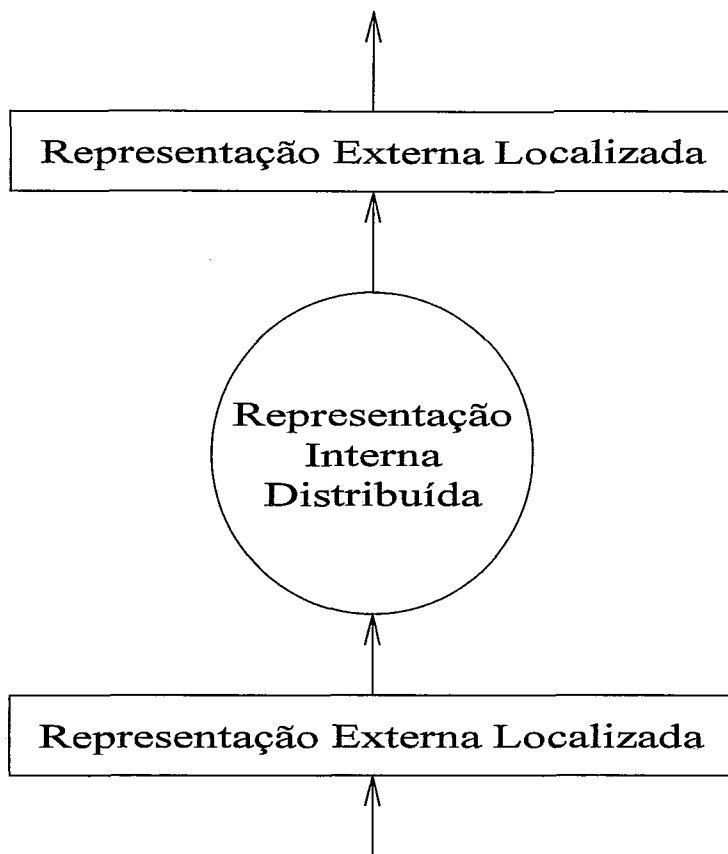 Representação Externa Localizada
Representação
Interna
Distribuída
Representação Externa Localizada